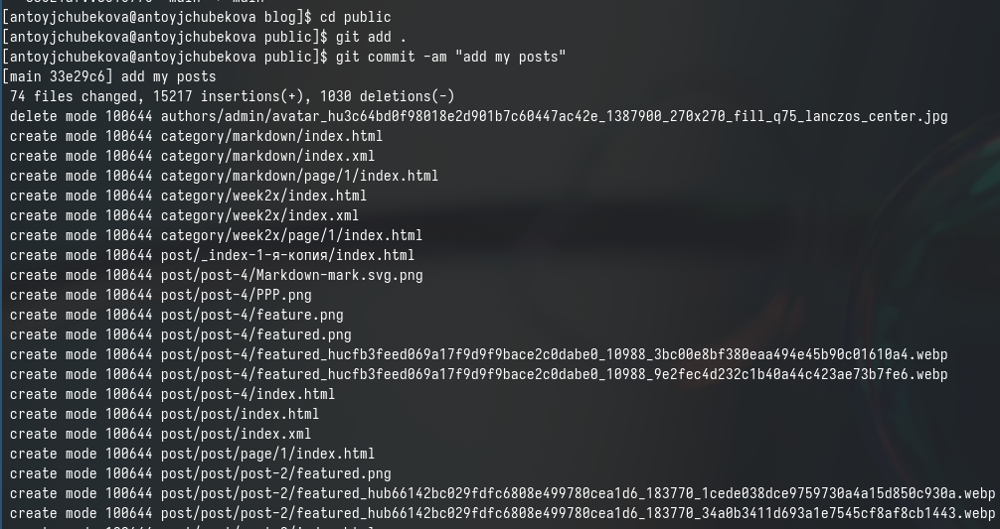 [antoyjchubekova@antoyjchubekova blog]$ cd public
[antoyjchubekova@antoyjchubekova public]$ git add .
[antoyjchubekova@antoyjchubekova public]$ git commit -am "add my posts"
[main 33e29c6] add my posts
 74 files changed, 15217 insertions(+), 1030 deletions(-)
 delete mode 100644 authors/admin/avatar_hu3c64bd0f98018e2d901b7c60447ac42e_1387900_270x270_fill_q75_lanczos_center.jpg
 create mode 100644 category/markdown/index.html
 create mode 100644 category/markdown/index.xml
 create mode 100644 category/markdown/page/1/index.html
 create mode 100644 category/week2x/index.html
 create mode 100644 category/week2x/index.xml
 create mode 100644 category/week2x/page/1/index.html
 create mode 100644 post/_index-1-я-копия/index.html
 create mode 100644 post/post-4/Markdown-mark.svg.png
 create mode 100644 post/post-4/PPP.png
 create mode 100644 post/post-4/feature.png
 create mode 100644 post/post-4/featured.png
 create mode 100644 post/post-4/featured_hucfb3feed069a17f9d9f9bace2c0dabe0_10988_3bc00e8bf380eaa494e45b90c01610a4.webp
 create mode 100644 post/post-4/featured_hucfb3feed069a17f9d9f9bace2c0dabe0_10988_9e2fec4d232c1b40a44c423ae73b7fe6.webp
 create mode 100644 post/post-4/index.html
 create mode 100644 post/post/index.html
 create mode 100644 post/post/index.xml
 create mode 100644 post/post/page/1/index.html
 create mode 100644 post/post/post-2/featured.png
 create mode 100644 post/post/post-2/featured_hub66142bc029fdfc6808e499780cea1d6_183770_1cede038dce9759730a4a15d850c930a.webp
 create mode 100644 post/post/post-2/featured_hub66142bc029fdfc6808e499780cea1d6_183770_34a0b3411d693a1e7545cf8af8cb1443.webp